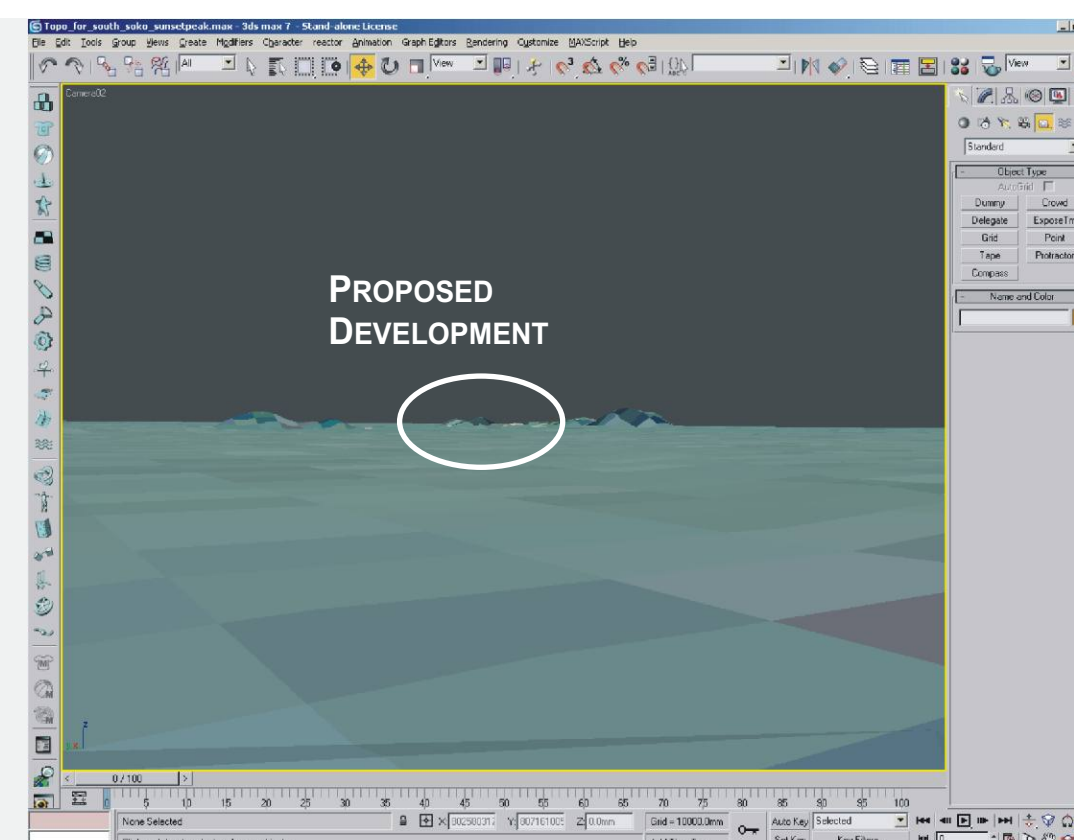 Topo_for_south_soko_sunsetpeak.max - 3ds max 7 - Stand-alone License
File Edit Tools Group Views Create Modifiers Character reactor Animation Graph Editors Rendering Customize MAXScript Help
All View View
Camera02
Standard
- Object Type
AutoGrid
Dummy Crowd
Delegate ExposeTm
Grid Point
Tape Protractor
Compass
- Name and Color
PROPOSED
DEVELOPMENT
z
x
< 0 / 100 >
0 5 10 15 20 25 30 35 40 45 50 55 60 65 70 75 80 85 90 95 100
None Selected X: Y: Z: 0.0mm Grid = 10000.0mm Auto Key Selected
0